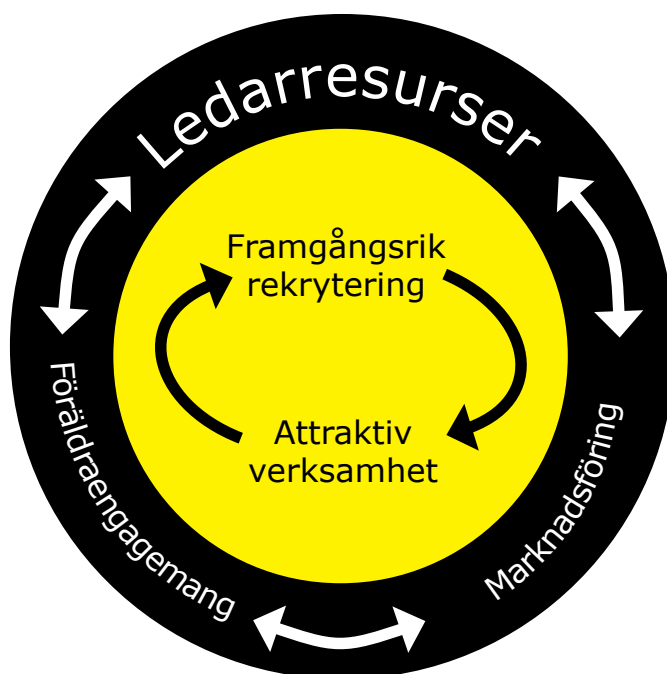 Ledarresurser
Framgångsrik
rekrytering
Attraktiv
verksamhet
Föräldraengagemang
Marknadsföring